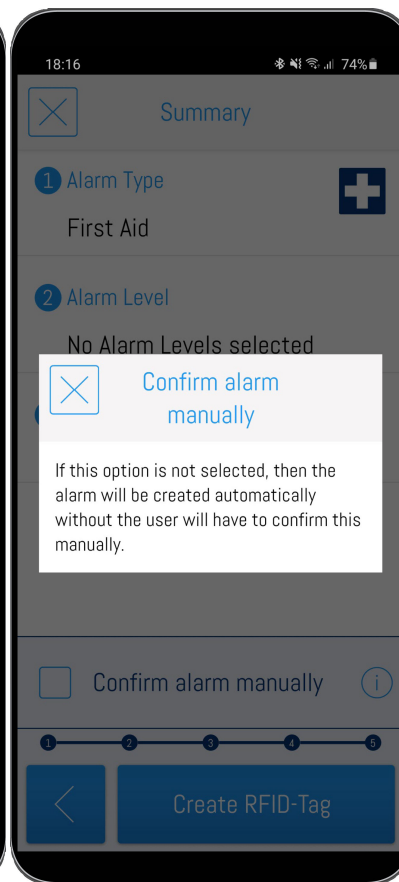 18:16 74%
Summary
1 Alarm Type
First Aid
2 Alarm Level
No Alarm Levels selected
Confirm alarm
manually
If this option is not selected, then the
alarm will be created automatically
without the user will have to confirm this
manually.
Confirm alarm manually i
1 2 3 4 5
Create RFID-Tag